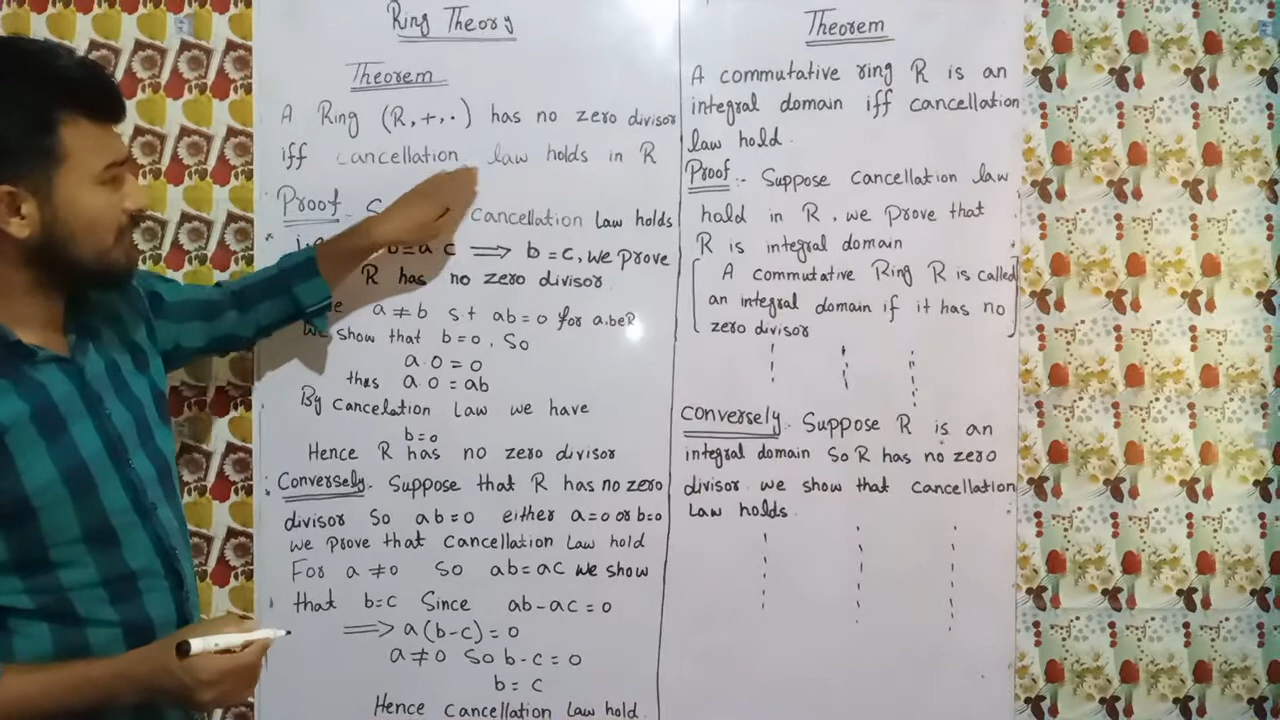 Ring Theory
Theorem
A Ring (R, +, ·) has no zero divisor
iff cancellation law holds in R
Proof - cancellation Law holds
b = a c ⟹ b = c, we prove
R has no zero divisor
a ≠ b s.t ab = 0 for a,b∈R
We show that b = 0, So
a.0 = 0
thus a.0 = ab
By Cancelation Law we have
b=0
Hence R has no zero divisor
Conversely - Suppose that R has no zero
divisor So ab = 0 either a = 0 or b=0
we prove that Cancellation Law hold
For a ≠ 0 So ab = ac we show
that b=c Since ab - ac = 0
⟹ a(b-c) = 0
a ≠ 0 So b - c = 0
b = c
Hence Cancellation Law hold.
Theorem
A commutative ring R is an
integral domain iff cancellation
law hold.
Proof :- Suppose Cancellation law
hold in R, we prove that
R is integral domain
[ A commutative Ring R is called
an integral domain if it has no
zero divisor ]
Conversely - Suppose R is an
integral domain So R has no zero
divisor we show that Cancellation
Law holds.